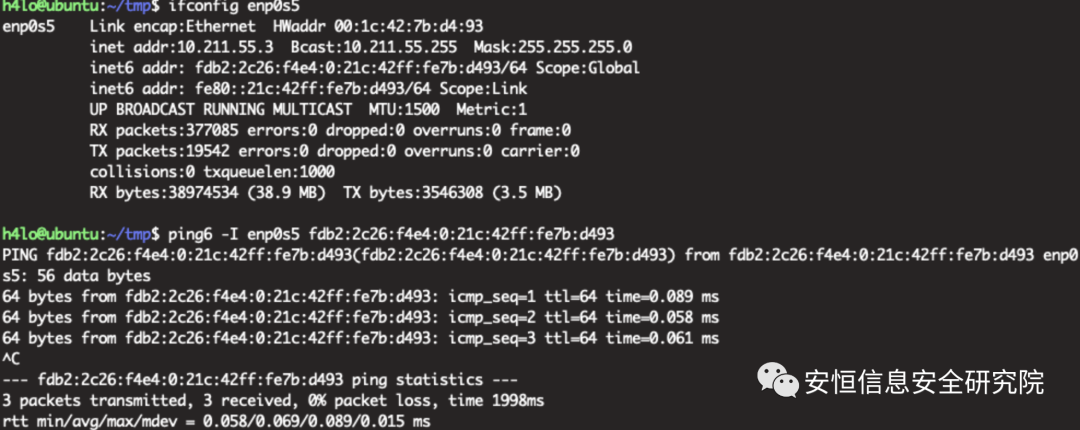 h4lo@ubuntu:~/tmp$ ifconfig enp0s5
enp0s5    Link encap:Ethernet  HWaddr 00:1c:42:7b:d4:93
          inet addr:10.211.55.3  Bcast:10.211.55.255  Mask:255.255.255.0
          inet6 addr: fdb2:2c26:f4e4:0:21c:42ff:fe7b:d493/64 Scope:Global
          inet6 addr: fe80::21c:42ff:fe7b:d493/64 Scope:Link
          UP BROADCAST RUNNING MULTICAST  MTU:1500  Metric:1
          RX packets:377085 errors:0 dropped:0 overruns:0 frame:0
          TX packets:19542 errors:0 dropped:0 overruns:0 carrier:0
          collisions:0 txqueuelen:1000
          RX bytes:38974534 (38.9 MB)  TX bytes:3546308 (3.5 MB)
h4lo@ubuntu:~/tmp$ ping6 -I enp0s5 fdb2:2c26:f4e4:0:21c:42ff:fe7b:d493
PING fdb2:2c26:f4e4:0:21c:42ff:fe7b:d493(fdb2:2c26:f4e4:0:21c:42ff:fe7b:d493) from fdb2:2c26:f4e4:0:21c:42ff:fe7b:d493 enp0
s5: 56 data bytes
64 bytes from fdb2:2c26:f4e4:0:21c:42ff:fe7b:d493: icmp_seq=1 ttl=64 time=0.089 ms
64 bytes from fdb2:2c26:f4e4:0:21c:42ff:fe7b:d493: icmp_seq=2 ttl=64 time=0.058 ms
64 bytes from fdb2:2c26:f4e4:0:21c:42ff:fe7b:d493: icmp_seq=3 ttl=64 time=0.061 ms
^C
--- fdb2:2c26:f4e4:0:21c:42ff:fe7b:d493 ping statistics ---
3 packets transmitted, 3 received, 0% packet loss, time 1998ms
rtt min/avg/max/mdev = 0.058/0.069/0.089/0.015 ms
安恒信息安全研究院